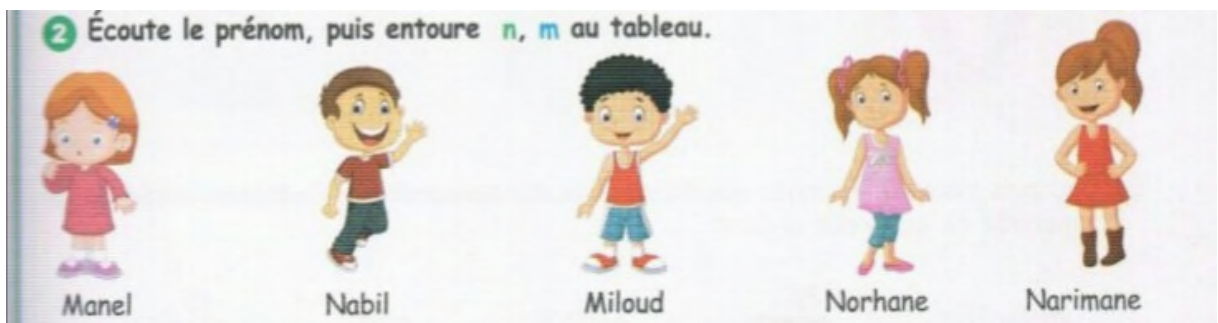 2 Écoute le prénom, puis entoure n, m au tableau.
Manel Nabil Miloud Norhane Narimane